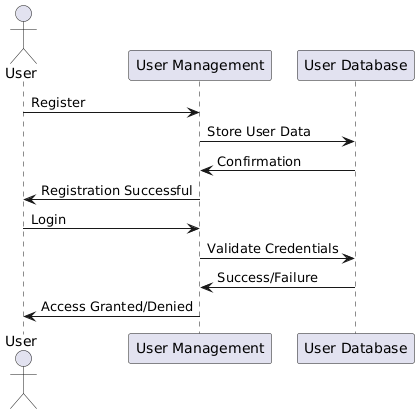 User
User Management
User Database
Register
Store User Data
Confirmation
Registration Successful
Login
Validate Credentials
Success/Failure
Access Granted/Denied
User
User Management
User Database